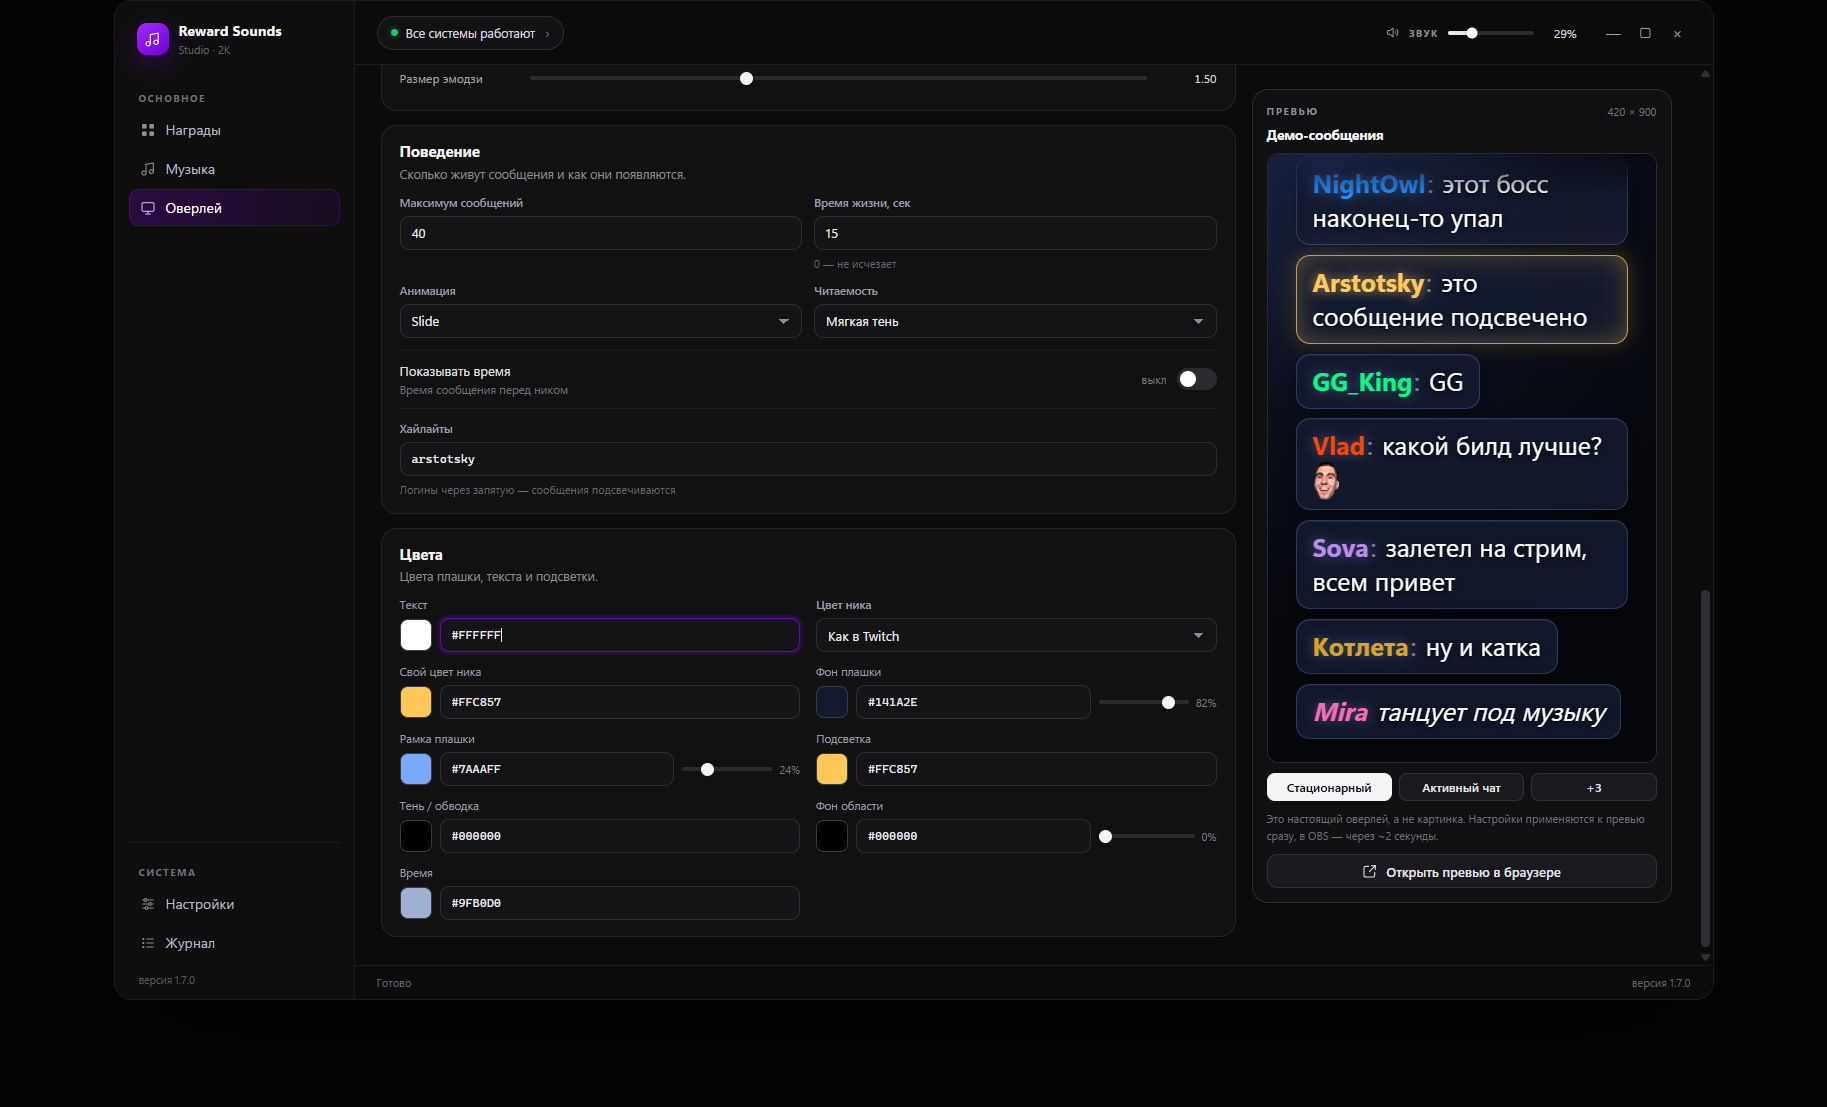 Reward Sounds
Studio · 2K
ОСНОВНОЕ
Награды
Музыка
Оверлей
СИСТЕМА
Настройки
Журнал
версия 1.7.0
Все системы работают ›
ЗВУК 29%
Размер эмодзи 1.50
Поведение
Сколько живут сообщения и как они появляются.
Максимум сообщений
40
Время жизни, сек
15
0 — не исчезает
Анимация
Slide
Читаемость
Мягкая тень
Показывать время
Время сообщения перед ником
выкл
Хайлайты
arstotsky
Логины через запятую — сообщения подсвечиваются
Цвета
Цвета плашки, текста и подсветки.
Текст
#FFFFFF
Цвет ника
Как в Twitch
Свой цвет ника
#FFC857
Фон плашки
#141A2E 82%
Рамка плашки
#7AAAFF 24%
Подсветка
#FFC857
Тень / обводка
#000000
Фон области
#000000 0%
Время
#9FB0D0
ПРЕВЬЮ 420 × 900
Демо-сообщения
NightOwl: этот босс
наконец-то упал
Arstotsky: это
сообщение подсвечено
GG_King: GG
Vlad: какой билд лучше?
Sova: залетел на стрим,
всем привет
Котлета: ну и катка
Mira танцует под музыку
Стационарный
Активный чат
+3
Это настоящий оверлей, а не картинка. Настройки применяются к превью
сразу, в OBS — через ~2 секунды.
Открыть превью в браузере
Готово
версия 1.7.0